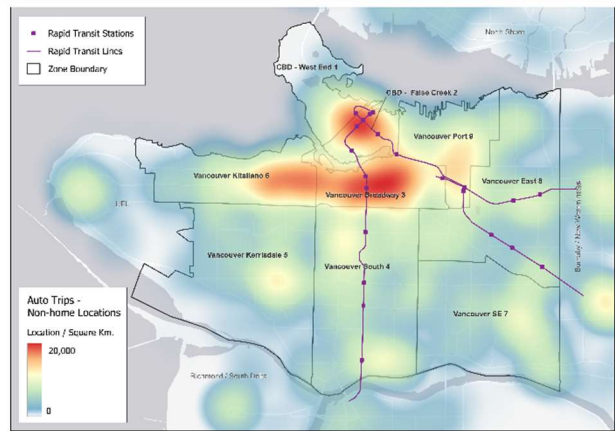 Rapid Transit Stations
Rapid Transit Lines
Zone Boundary
North Shore
CBD - West End 1
CBD - False Creek 2
Vancouver Port 9
Vancouver Kitsilano 6
Vancouver East 8
Vancouver Broadway 3
UEL
Burnaby / New Westminster
Vancouver Kerrisdale 5
Vancouver South 4
Vancouver SE 7
Richmond / South Delta
Auto Trips -
Non-home Locations
Location / Square Km.
20,000
0